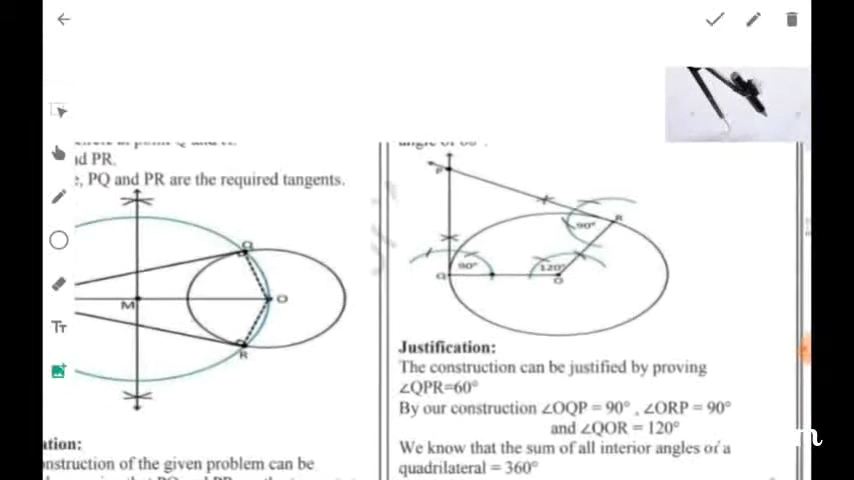 nd PR.
e, PQ and PR are the required tangents.
Q
M
O
R
ation:
nstruction of the given problem can be
P
R
90°
90°
120°
Q
O
Justification:
The construction can be justified by proving
∠QPR=60°
By our construction ∠OQP = 90° , ∠ORP = 90°
and ∠QOR = 120°
We know that the sum of all interior angles of a
quadrilateral = 360°
Tт
n